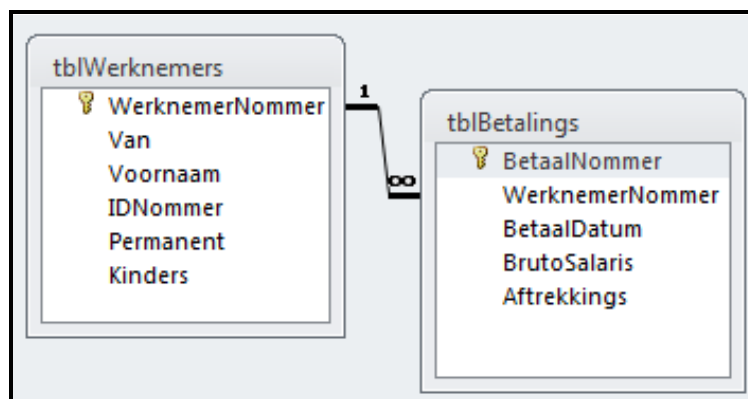 tblWerknemers
WerknemerNommer
Van
Voornaam
IDNommer
Permanent
Kinders
1
∞
tblBetalings
BetaalNommer
WerknemerNommer
BetaalDatum
BrutoSalaris
Aftrekkings